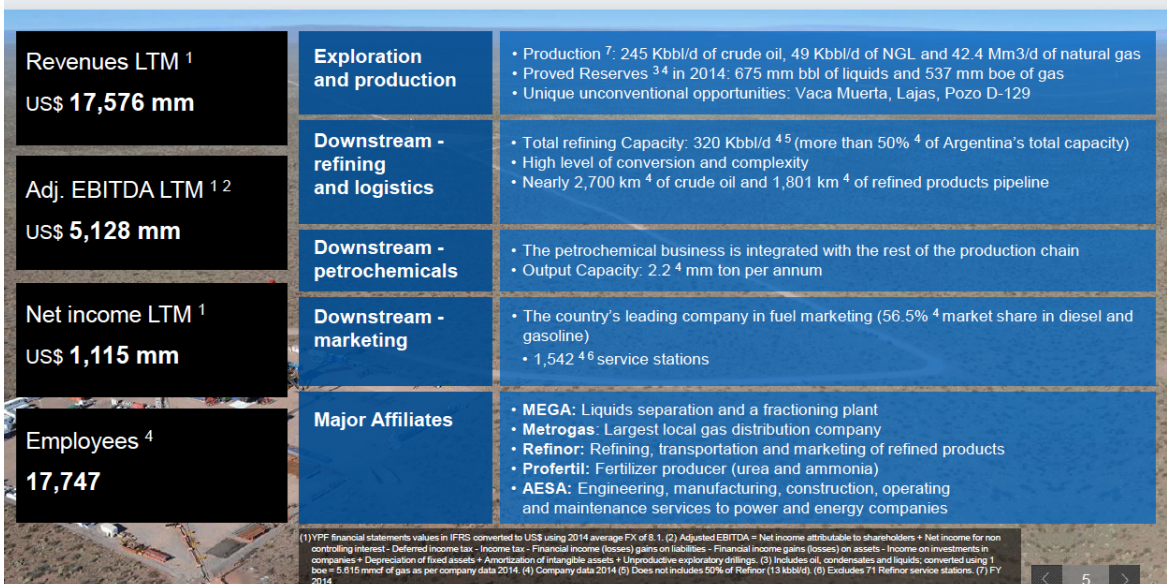 Revenues LTM 1
US$ 17,576 mm
Adj. EBITDA LTM 1 2
US$ 5,128 mm
Net income LTM 1
US$ 1,115 mm
Employees 4
17,747
Exploration
and production
• Production 7: 245 Kbbl/d of crude oil, 49 Kbbl/d of NGL and 42.4 Mm3/d of natural gas
• Proved Reserves 3 4 in 2014: 675 mm bbl of liquids and 537 mm boe of gas
• Unique unconventional opportunities: Vaca Muerta, Lajas, Pozo D-129
Downstream -
refining
and logistics
• Total refining Capacity: 320 Kbbl/d 4 5 (more than 50% 4 of Argentina's total capacity)
• High level of conversion and complexity
• Nearly 2,700 km 4 of crude oil and 1,801 km 4 of refined products pipeline
Downstream -
petrochemicals
• The petrochemical business is integrated with the rest of the production chain
• Output Capacity: 2.2 4 mm ton per annum
Downstream -
marketing
• The country's leading company in fuel marketing (56.5% 4 market share in diesel and
gasoline)
• 1,542 4 6 service stations
Major Affiliates
• MEGA: Liquids separation and a fractioning plant
• Metrogas: Largest local gas distribution company
• Refinor: Refining, transportation and marketing of refined products
• Profertil: Fertilizer producer (urea and ammonia)
• AESA: Engineering, manufacturing, construction, operating
and maintenance services to power and energy companies
(1) YPF financial statements values in IFRS converted to US$ using 2014 average FX of 8.1. (2) Adjusted EBITDA = Net income attributable to shareholders + Net income for non
controlling interest - Deferred income tax - Income tax - Financial income (losses) gains on liabilities - Financial income gains (losses) on assets - Income on investments in
companies + Depreciation of fixed assets + Amortization of intangible assets + Unproductive exploratory drillings. (3) Includes oil, condensates and liquids; converted using 1
boe = 5.615 mmcf of gas as per company data 2014. (4) Company data 2014 (5) Does not includes 50% of Refinor (13 kbbl/d). (6) Excludes 71 Refinor service stations. (7) FY
2014
5